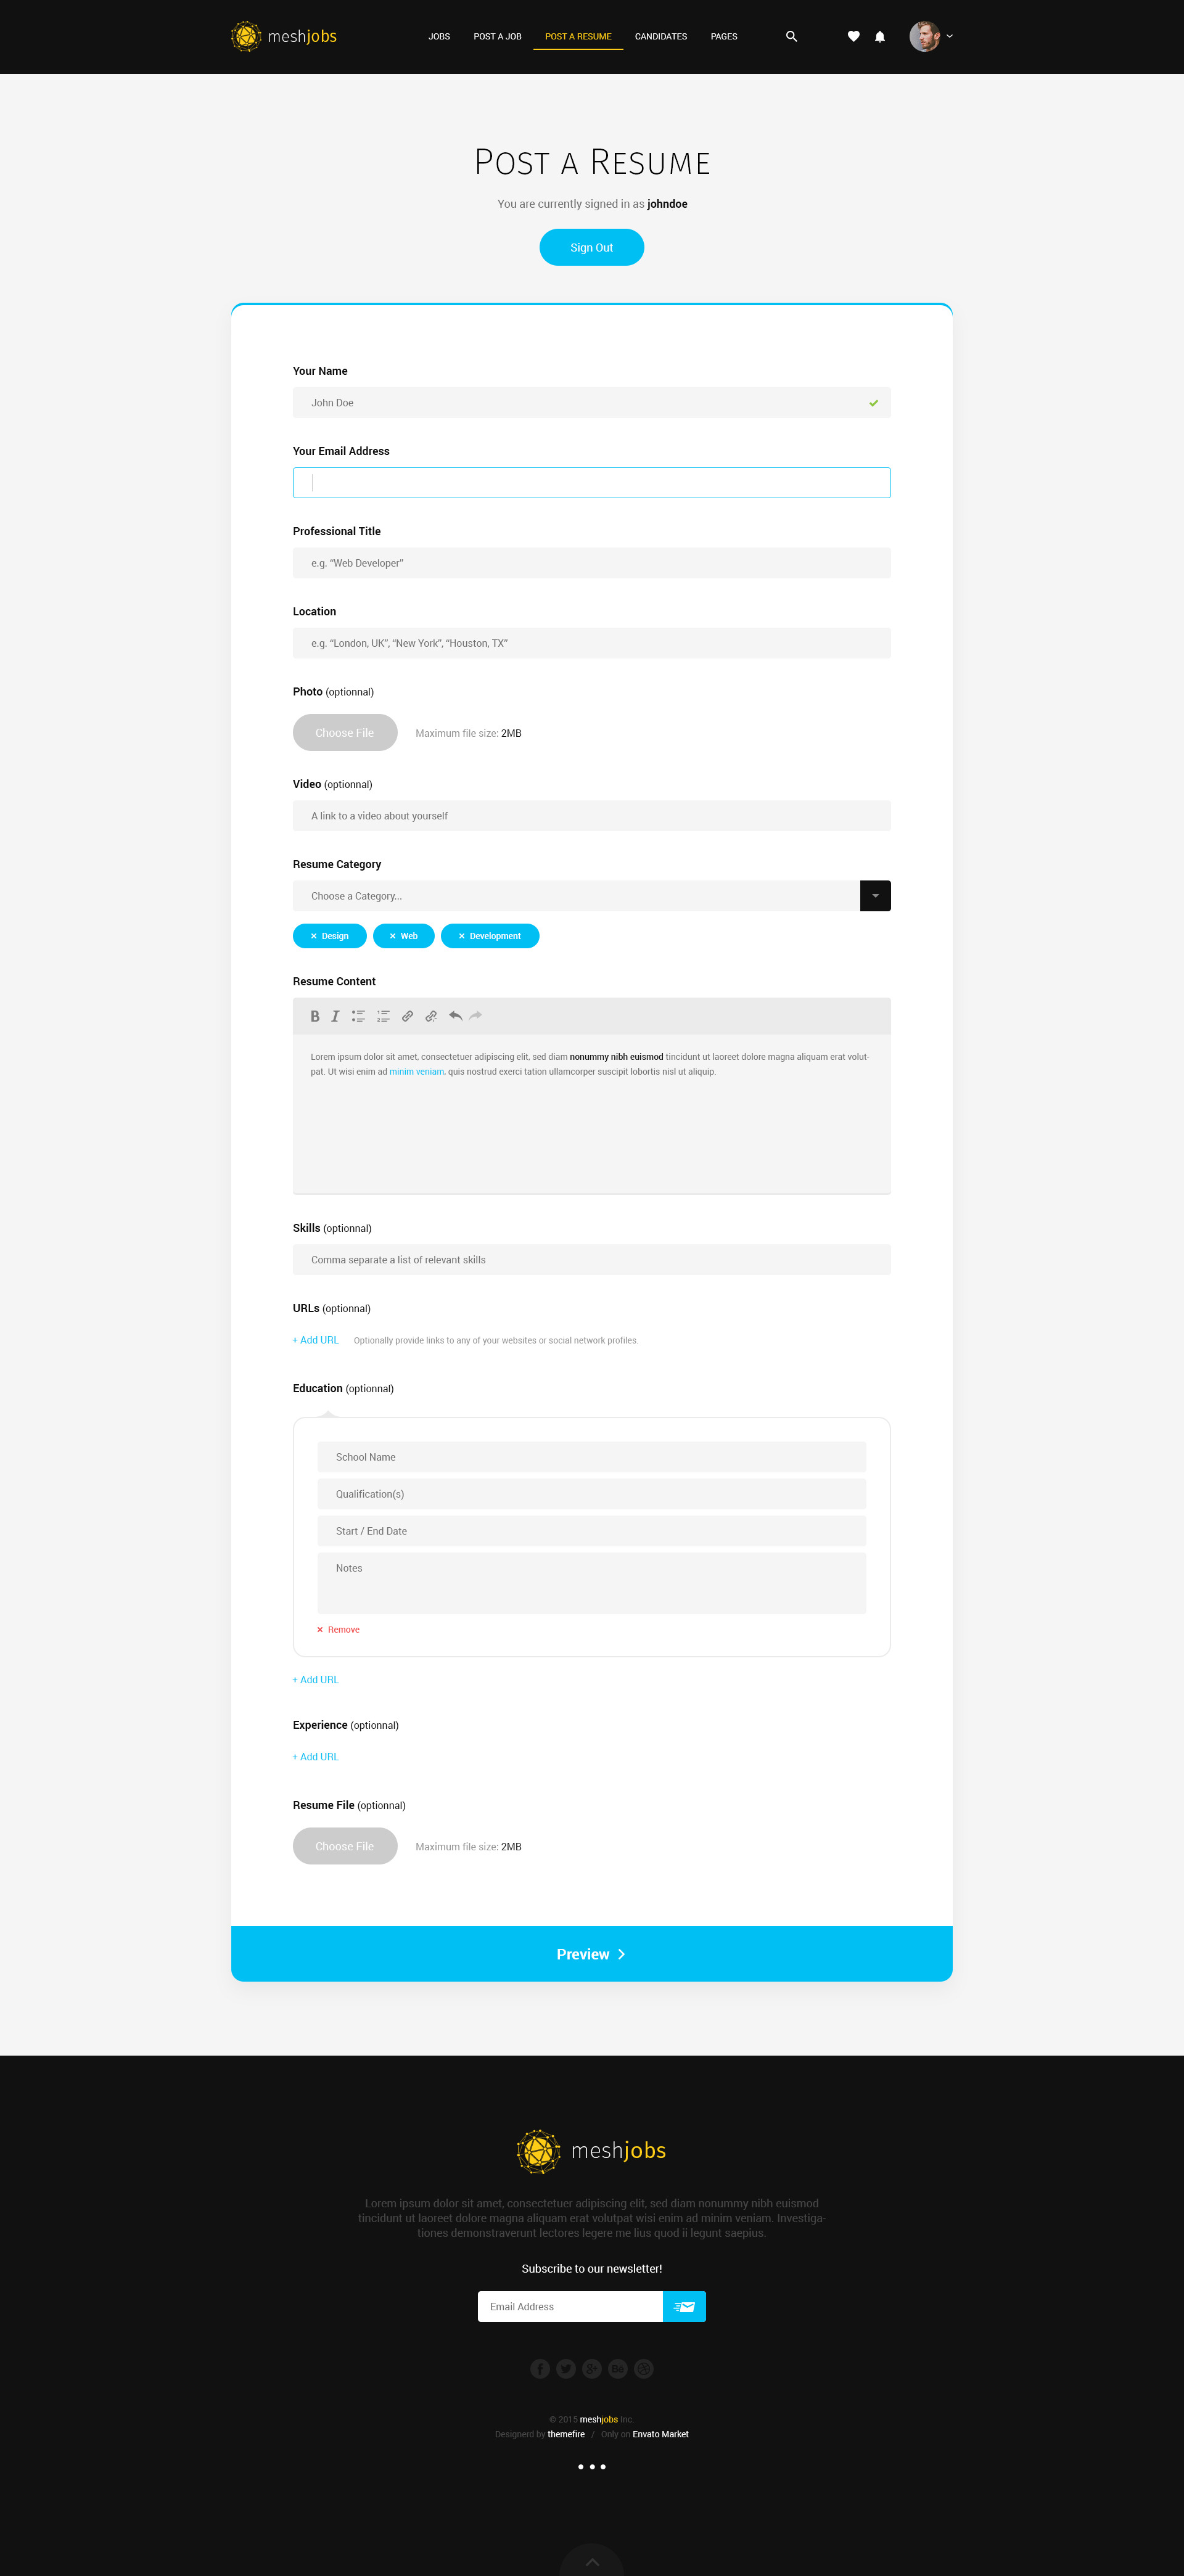 meshjobs
JOBS POST A JOB POST A RESUME CANDIDATES PAGES
POST A RESUME
You are currently signed in as johndoe
Sign Out
Your Name
John Doe
Your Email Address
Professional Title
e.g. “Web Developer”
Location
e.g. “London, UK”, “New York”, “Houston, TX”
Photo (optionnal)
Choose File Maximum file size: 2MB
Video (optionnal)
A link to a video about yourself
Resume Category
Choose a Category...
× Design × Web × Development
Resume Content
B I
Lorem ipsum dolor sit amet, consectetuer adipiscing elit, sed diam nonummy nibh euismod tincidunt ut laoreet dolore magna aliquam erat volut-
pat. Ut wisi enim ad minim veniam, quis nostrud exerci tation ullamcorper suscipit lobortis nisl ut aliquip.
Skills (optionnal)
Comma separate a list of relevant skills
URLs (optionnal)
+ Add URL Optionally provide links to any of your websites or social network profiles.
Education (optionnal)
School Name
Qualification(s)
Start / End Date
Notes
× Remove
+ Add URL
Experience (optionnal)
+ Add URL
Resume File (optionnal)
Choose File Maximum file size: 2MB
Preview
meshjobs
Lorem ipsum dolor sit amet, consectetuer adipiscing elit, sed diam nonummy nibh euismod
tincidunt ut laoreet dolore magna aliquam erat volutpat wisi enim ad minim veniam. Investiga-
tiones demonstraverunt lectores legere me lius quod ii legunt saepius.
Subscribe to our newsletter!
Email Address
© 2015 meshjobs Inc.
Designerd by themefire / Only on Envato Market